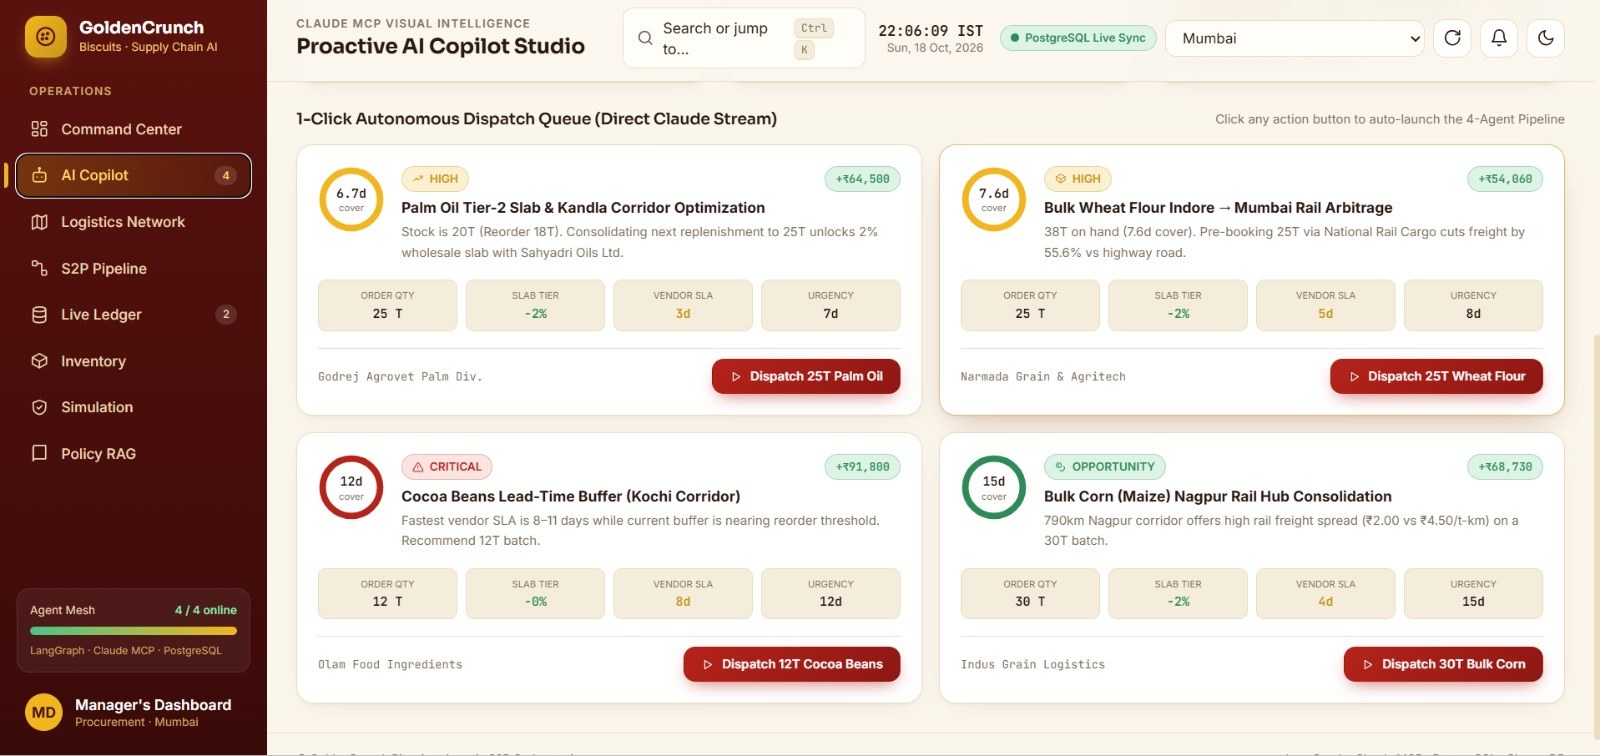 GoldenCrunch
Biscuits · Supply Chain AI
OPERATIONS
Command Center
AI Copilot
4
Logistics Network
S2P Pipeline
Live Ledger
2
Inventory
Simulation
Policy RAG
Agent Mesh
4 / 4 online
LangGraph · Claude MCP · PostgreSQL
MD
Manager's Dashboard
Procurement · Mumbai
CLAUDE MCP VISUAL INTELLIGENCE
Proactive AI Copilot Studio
Search or jump
to...
Ctrl
K
22:06:09 IST
Sun, 18 Oct, 2026
PostgreSQL Live Sync
Mumbai
1-Click Autonomous Dispatch Queue (Direct Claude Stream)
Click any action button to auto-launch the 4-Agent Pipeline
6.7d
cover
HIGH
+₹64,500
Palm Oil Tier-2 Slab & Kandla Corridor Optimization
Stock is 20T (Reorder 18T). Consolidating next replenishment to 25T unlocks 2%
wholesale slab with Sahyadri Oils Ltd.
ORDER QTY
25 T
SLAB TIER
-2%
VENDOR SLA
3d
URGENCY
7d
Godrej Agrovet Palm Div.
Dispatch 25T Palm Oil
7.6d
cover
HIGH
+₹54,060
Bulk Wheat Flour Indore → Mumbai Rail Arbitrage
38T on hand (7.6d cover). Pre-booking 25T via National Rail Cargo cuts freight by
55.6% vs highway road.
ORDER QTY
25 T
SLAB TIER
-2%
VENDOR SLA
5d
URGENCY
8d
Narmada Grain & Agritech
Dispatch 25T Wheat Flour
12d
cover
CRITICAL
+₹91,800
Cocoa Beans Lead-Time Buffer (Kochi Corridor)
Fastest vendor SLA is 8–11 days while current buffer is nearing reorder threshold.
Recommend 12T batch.
ORDER QTY
12 T
SLAB TIER
-0%
VENDOR SLA
8d
URGENCY
12d
Olam Food Ingredients
Dispatch 12T Cocoa Beans
15d
cover
OPPORTUNITY
+₹68,730
Bulk Corn (Maize) Nagpur Rail Hub Consolidation
790km Nagpur corridor offers high rail freight spread (₹2.00 vs ₹4.50/t-km) on a
30T batch.
ORDER QTY
30 T
SLAB TIER
-2%
VENDOR SLA
4d
URGENCY
15d
Indus Grain Logistics
Dispatch 30T Bulk Corn